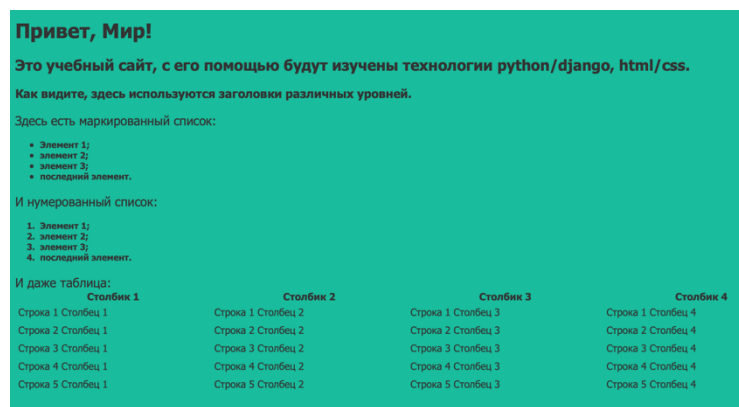 Привет, Мир!
Это учебный сайт, с его помощью будут изучены технологии python/django, html/css.
Как видите, здесь используются заголовки различных уровней.
Здесь есть маркированный список:
• Элемент 1;
• элемент 2;
• элемент 3;
• последний элемент.
И нумерованный список:
1. Элемент 1;
2. элемент 2;
3. элемент 3;
4. последний элемент.
И даже таблица:
Столбик 1 Столбик 2 Столбик 3 Столбик 4
Строка 1 Столбец 1 Строка 1 Столбец 2 Строка 1 Столбец 3 Строка 1 Столбец 4
Строка 2 Столбец 1 Строка 2 Столбец 2 Строка 2 Столбец 3 Строка 2 Столбец 4
Строка 3 Столбец 1 Строка 3 Столбец 2 Строка 3 Столбец 3 Строка 3 Столбец 4
Строка 4 Столбец 1 Строка 4 Столбец 2 Строка 4 Столбец 3 Строка 4 Столбец 4
Строка 5 Столбец 1 Строка 5 Столбец 2 Строка 5 Столбец 3 Строка 5 Столбец 4